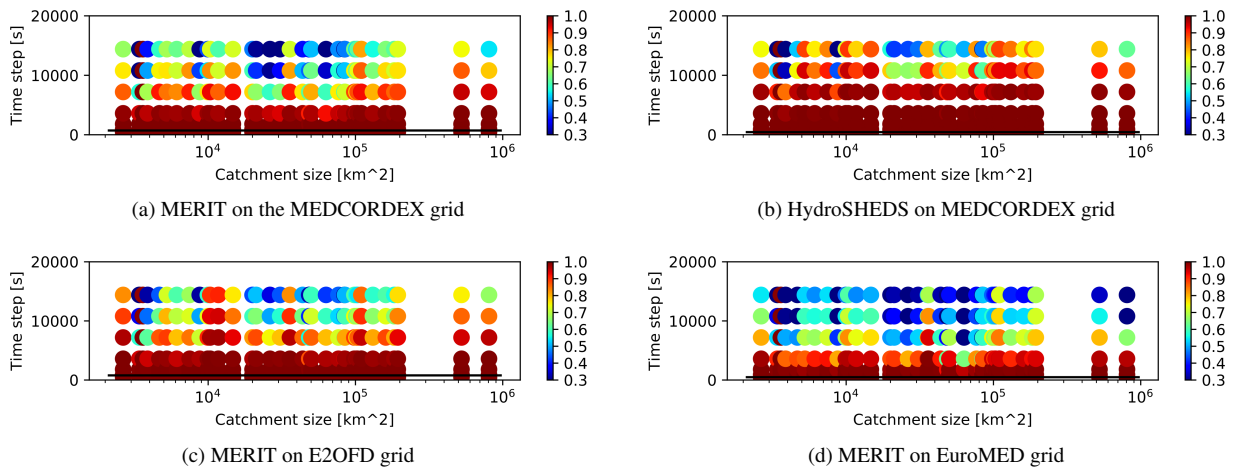 20000
10000
0
Time step [s]
10^4 10^5 10^6
Catchment size [km^2]
1.0
0.9
0.8
0.7
0.6
0.5
0.4
0.3
(a) MERIT on the MEDCORDEX grid
20000
10000
0
Time step [s]
10^4 10^5 10^6
Catchment size [km^2]
1.0
0.9
0.8
0.7
0.6
0.5
0.4
0.3
(b) HydroSHEDS on MEDCORDEX grid
20000
10000
0
Time step [s]
10^4 10^5 10^6
Catchment size [km^2]
1.0
0.9
0.8
0.7
0.6
0.5
0.4
0.3
(c) MERIT on E2OFD grid
20000
10000
0
Time step [s]
10^4 10^5 10^6
Catchment size [km^2]
1.0
0.9
0.8
0.7
0.6
0.5
0.4
0.3
(d) MERIT on EuroMED grid